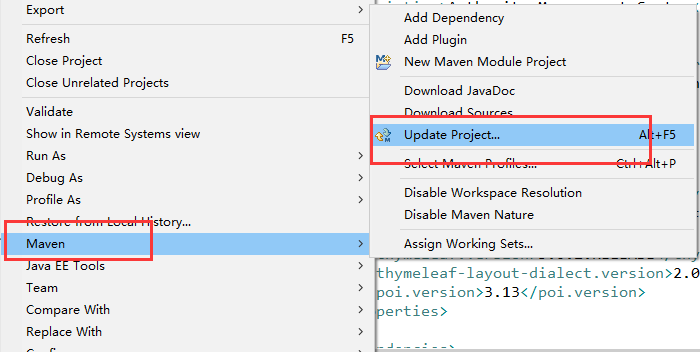 Export
Refresh F5
Close Project
Close Unrelated Projects
Validate
Show in Remote Systems view
Run As
Debug As
Profile As
Restore from Local History...
Maven
Java EE Tools
Team
Compare With
Replace With
Add Dependency
Add Plugin
New Maven Module Project
Download JavaDoc
Download Sources
Update Project... Alt+F5
Select Maven Profiles... Ctrl+Alt+P
Disable Workspace Resolution
Disable Maven Nature
Assign Working Sets...
thymeleaf-layout-dialect.version>2.0
poi.version>3.13</poi.version>
perties>